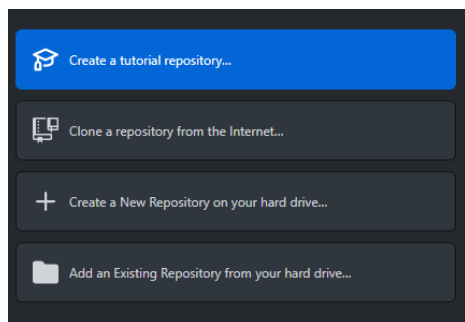 Create a tutorial repository...
Clone a repository from the Internet...
Create a New Repository on your hard drive...
Add an Existing Repository from your hard drive...